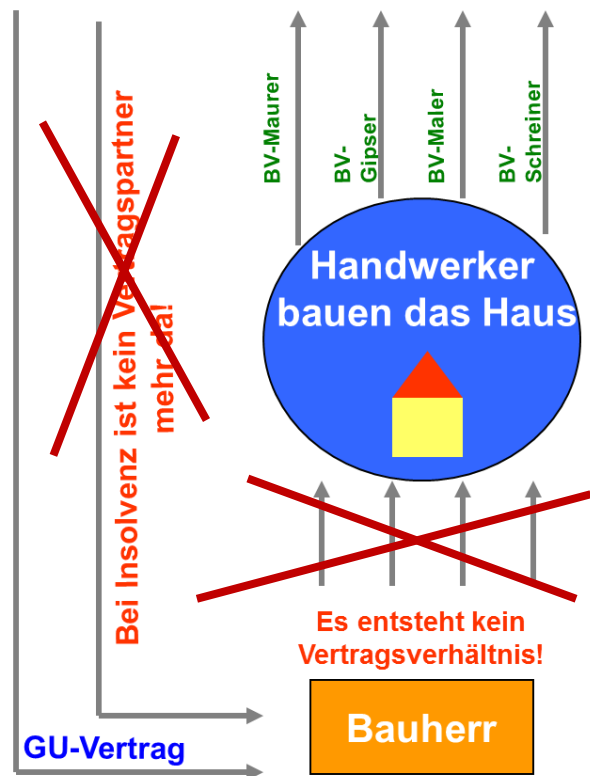 BV-Maurer
BV-
Gipser
BV-Maler
BV-
Schreiner
Handwerker
bauen das Haus
Bei Insolvenz ist kein Vertragspartner
mehr da!
Es entsteht kein
Vertragsverhältnis!
Bauherr
GU-Vertrag